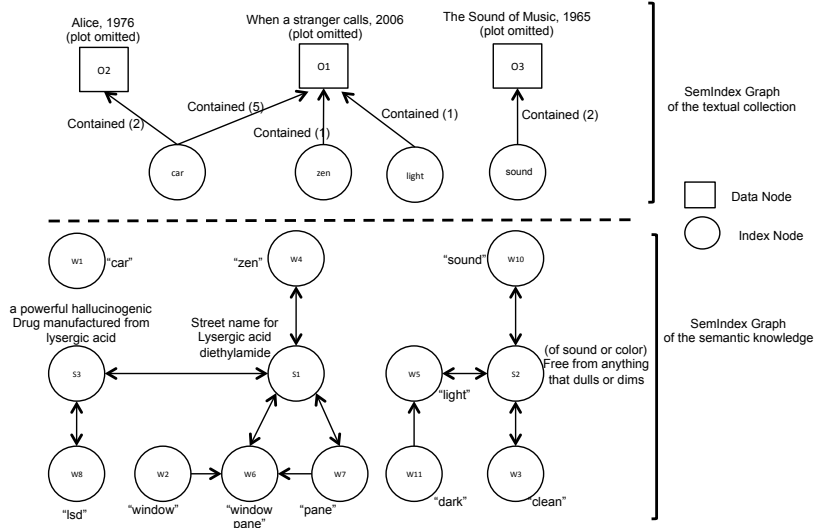 Alice, 1976
(plot omitted)
When a stranger calls, 2006
(plot omitted)
The Sound of Music, 1965
(plot omitted)
O2
O1
O3
Contained (5)
Contained (1)
Contained (2)
Contained (1)
Contained (2)
car
zen
light
sound
SemIndex Graph
of the textual collection
Data Node
Index Node
W1
“car”
“zen”
W4
“sound”
W10
a powerful hallucinogenic
Drug manufactured from
lysergic acid
Street name for
Lysergic acid
diethylamide
(of sound or color)
Free from anything
that dulls or dims
SemIndex Graph
of the semantic knowledge
S3
S1
W5
S2
“light”
W8
W2
W6
W7
W11
W3
“lsd”
“window”
“window
pane”
“pane”
“dark”
“clean”